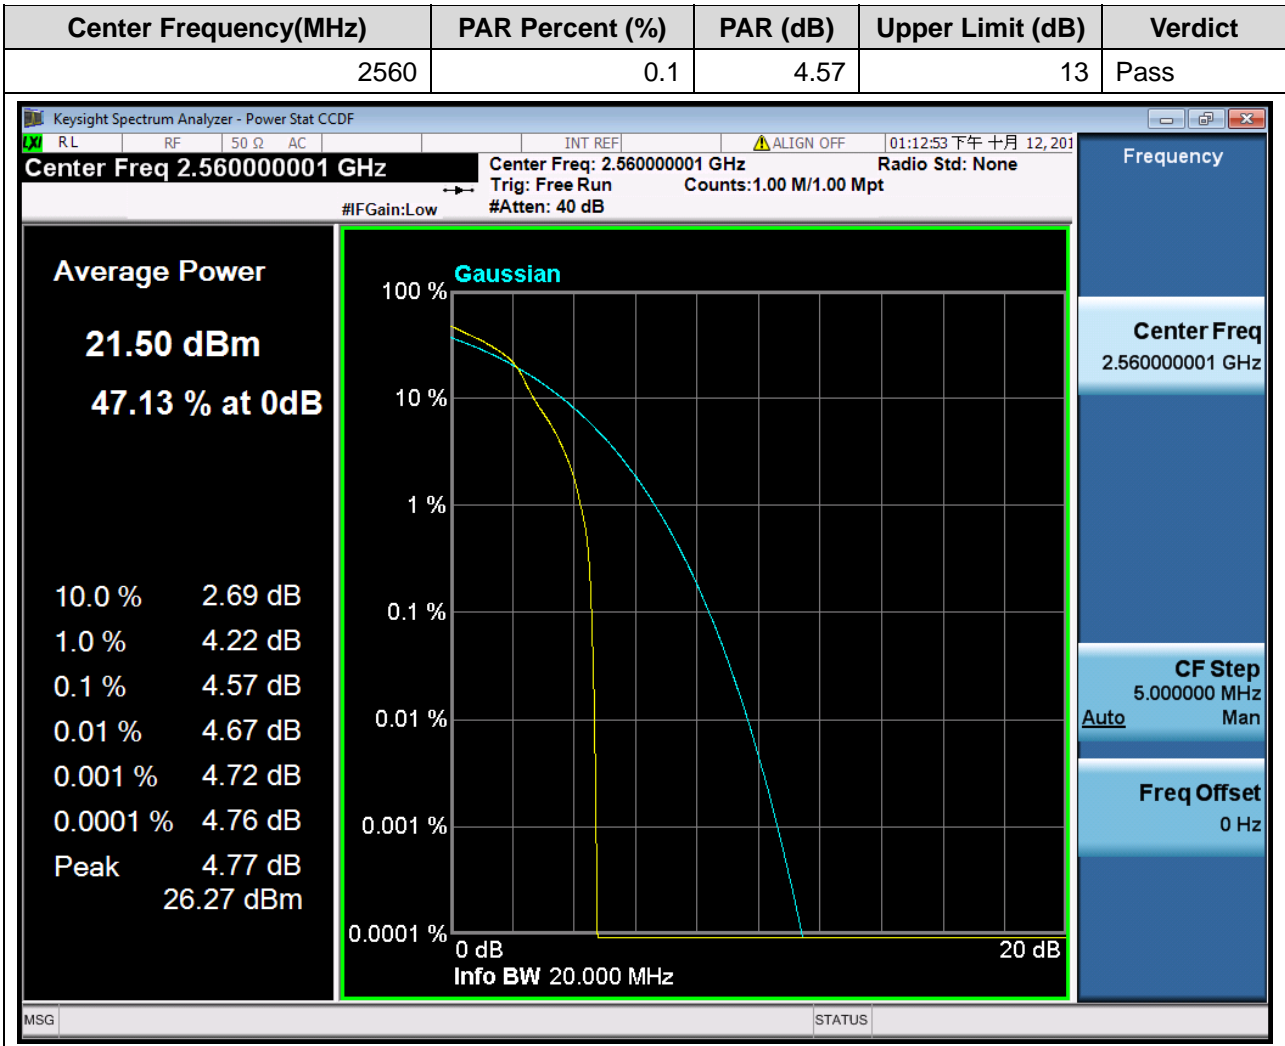 Center Frequency(MHz) PAR Percent (%) PAR (dB) Upper Limit (dB) Verdict
2560 0.1 4.57 13 Pass
Keysight Spectrum Analyzer - Power Stat CCDF
LXI RL RF 50 Ω AC INT REF ALIGN OFF 01:12:53 下午 十月 12, 201
Center Freq 2.560000001 GHz
Center Freq: 2.560000001 GHz Radio Std: None
Trig: Free Run Counts:1.00 M/1.00 Mpt
#IFGain:Low #Atten: 40 dB
Frequency
Average Power
21.50 dBm
47.13 % at 0dB
10.0 % 2.69 dB
1.0 % 4.22 dB
0.1 % 4.57 dB
0.01 % 4.67 dB
0.001 % 4.72 dB
0.0001 % 4.76 dB
Peak 4.77 dB
26.27 dBm
Gaussian
100 %
10 %
1 %
0.1 %
0.01 %
0.001 %
0.0001 %
0 dB 20 dB
Info BW 20.000 MHz
Center Freq
2.560000001 GHz
CF Step
5.000000 MHz
Auto Man
Freq Offset
0 Hz
MSG STATUS